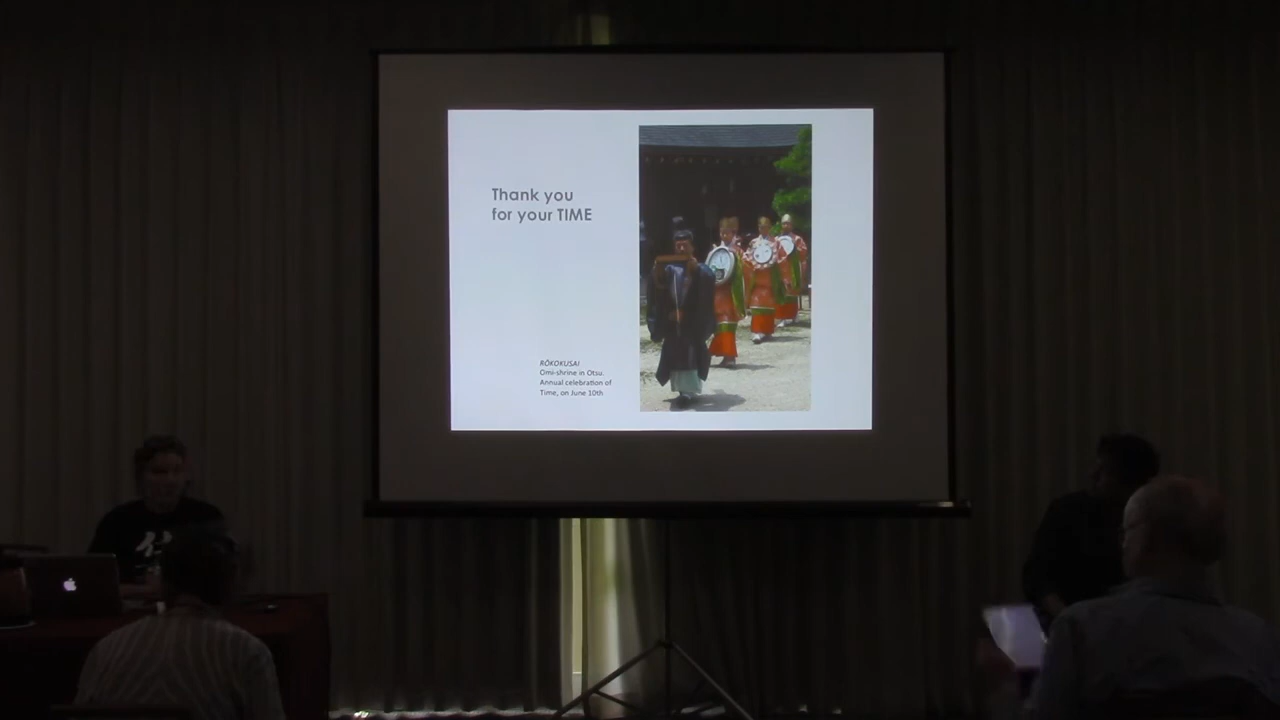 Thank you
for your TIME
RŌKOKUSAI
Omi-shrine in Otsu.
Annual celebration of
Time, on June 10th